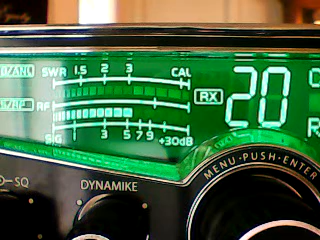 SWR 1.5 2 3 CAL
RF
RX
20
SIG 3 5 7 9 +30dB
SQ
DYNAMIKE
MENU·PUSH·ENTER